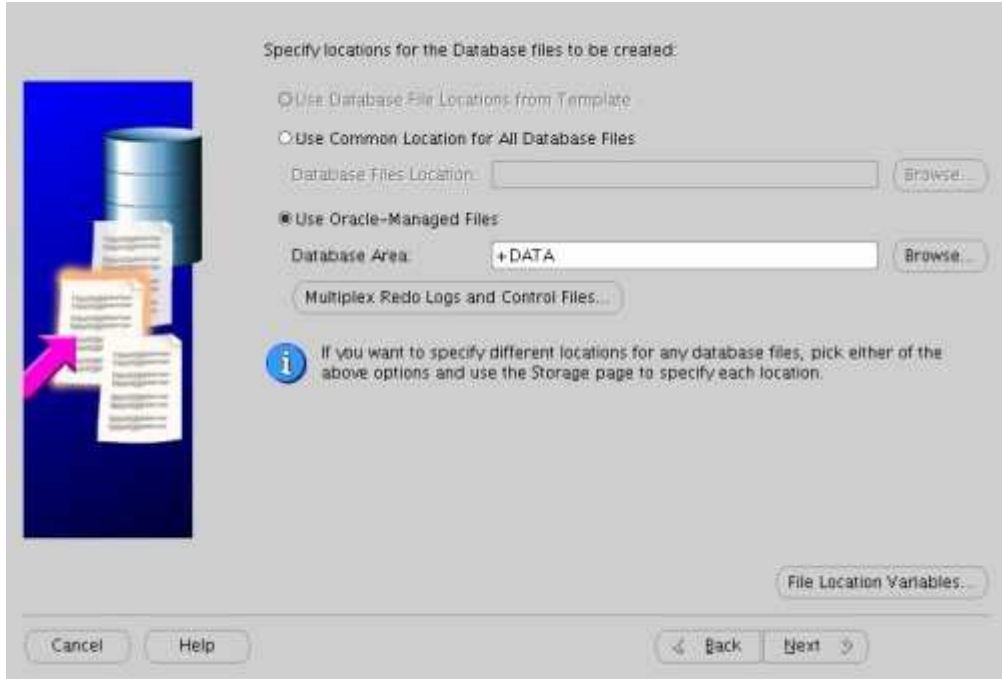 Specify locations for the Database files to be created:
Use Database File Locations from Template
Use Common Location for All Database Files
Database Files Location:
Browse...
Use Oracle-Managed Files
Database Area:
+DATA
Browse...
Multiplex Redo Logs and Control Files...
If you want to specify different locations for any database files, pick either of the
above options and use the Storage page to specify each location.
File Location Variables...
Cancel
Help
Back
Next